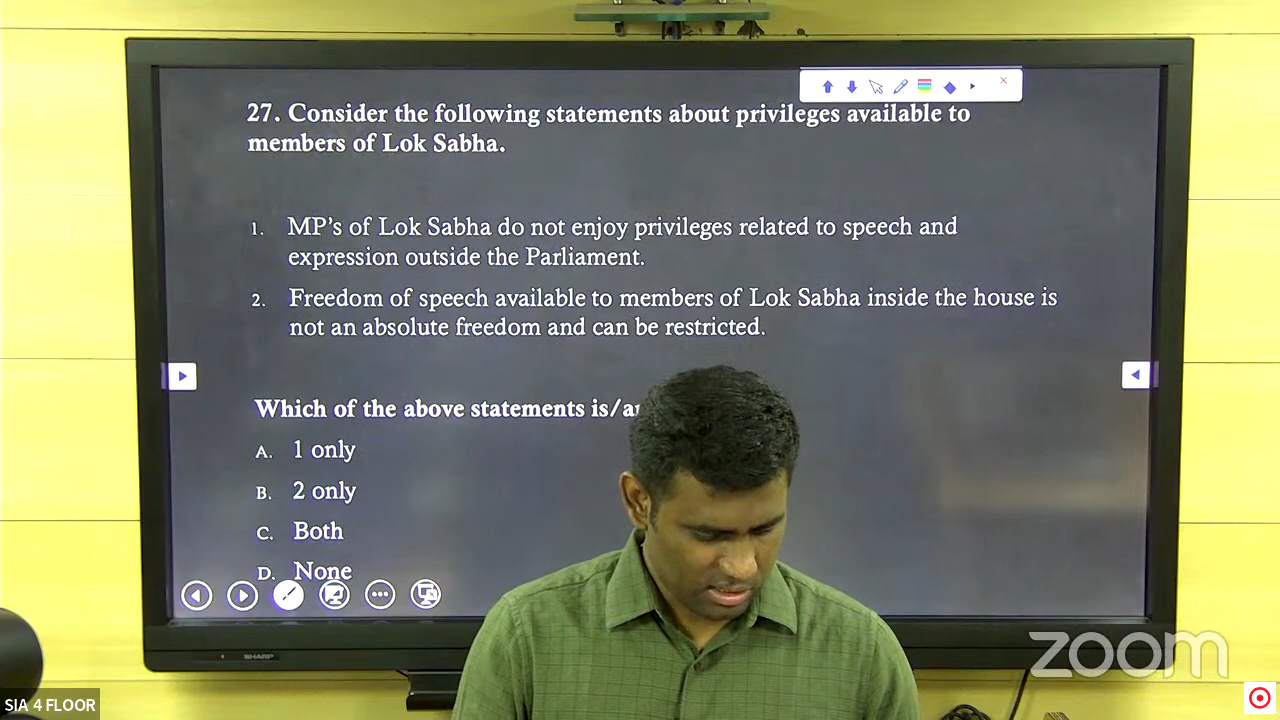 27. Consider the following statements about privileges available to
members of Lok Sabha.
1. MP's of Lok Sabha do not enjoy privileges related to speech and
expression outside the Parliament.
2. Freedom of speech available to members of Lok Sabha inside the house is
not an absolute freedom and can be restricted.
Which of the above statements is/
A. 1 only
B. 2 only
C. Both
D. None
SHARP
zoom
SIA 4 FLOOR